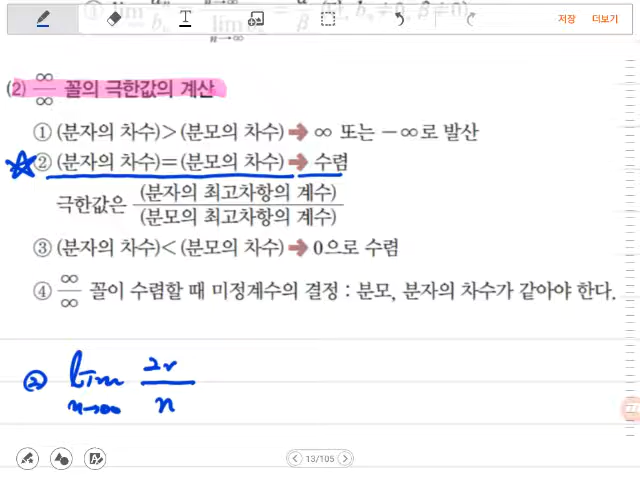 T 저장 더보기
(2) ∞/∞ 꼴의 극한값의 계산
① (분자의 차수)>(분모의 차수) ➡ ∞ 또는 -∞로 발산
☆② (분자의 차수)=(분모의 차수) ➡ 수렴
극한값은 (분자의 최고차항의 계수)/(분모의 최고차항의 계수)
③ (분자의 차수)<(분모의 차수) ➡ 0으로 수렴
④ ∞/∞ 꼴이 수렴할 때 미정계수의 결정 : 분모, 분자의 차수가 같아야 한다.
② lim n→∞ 2n/n
13/105